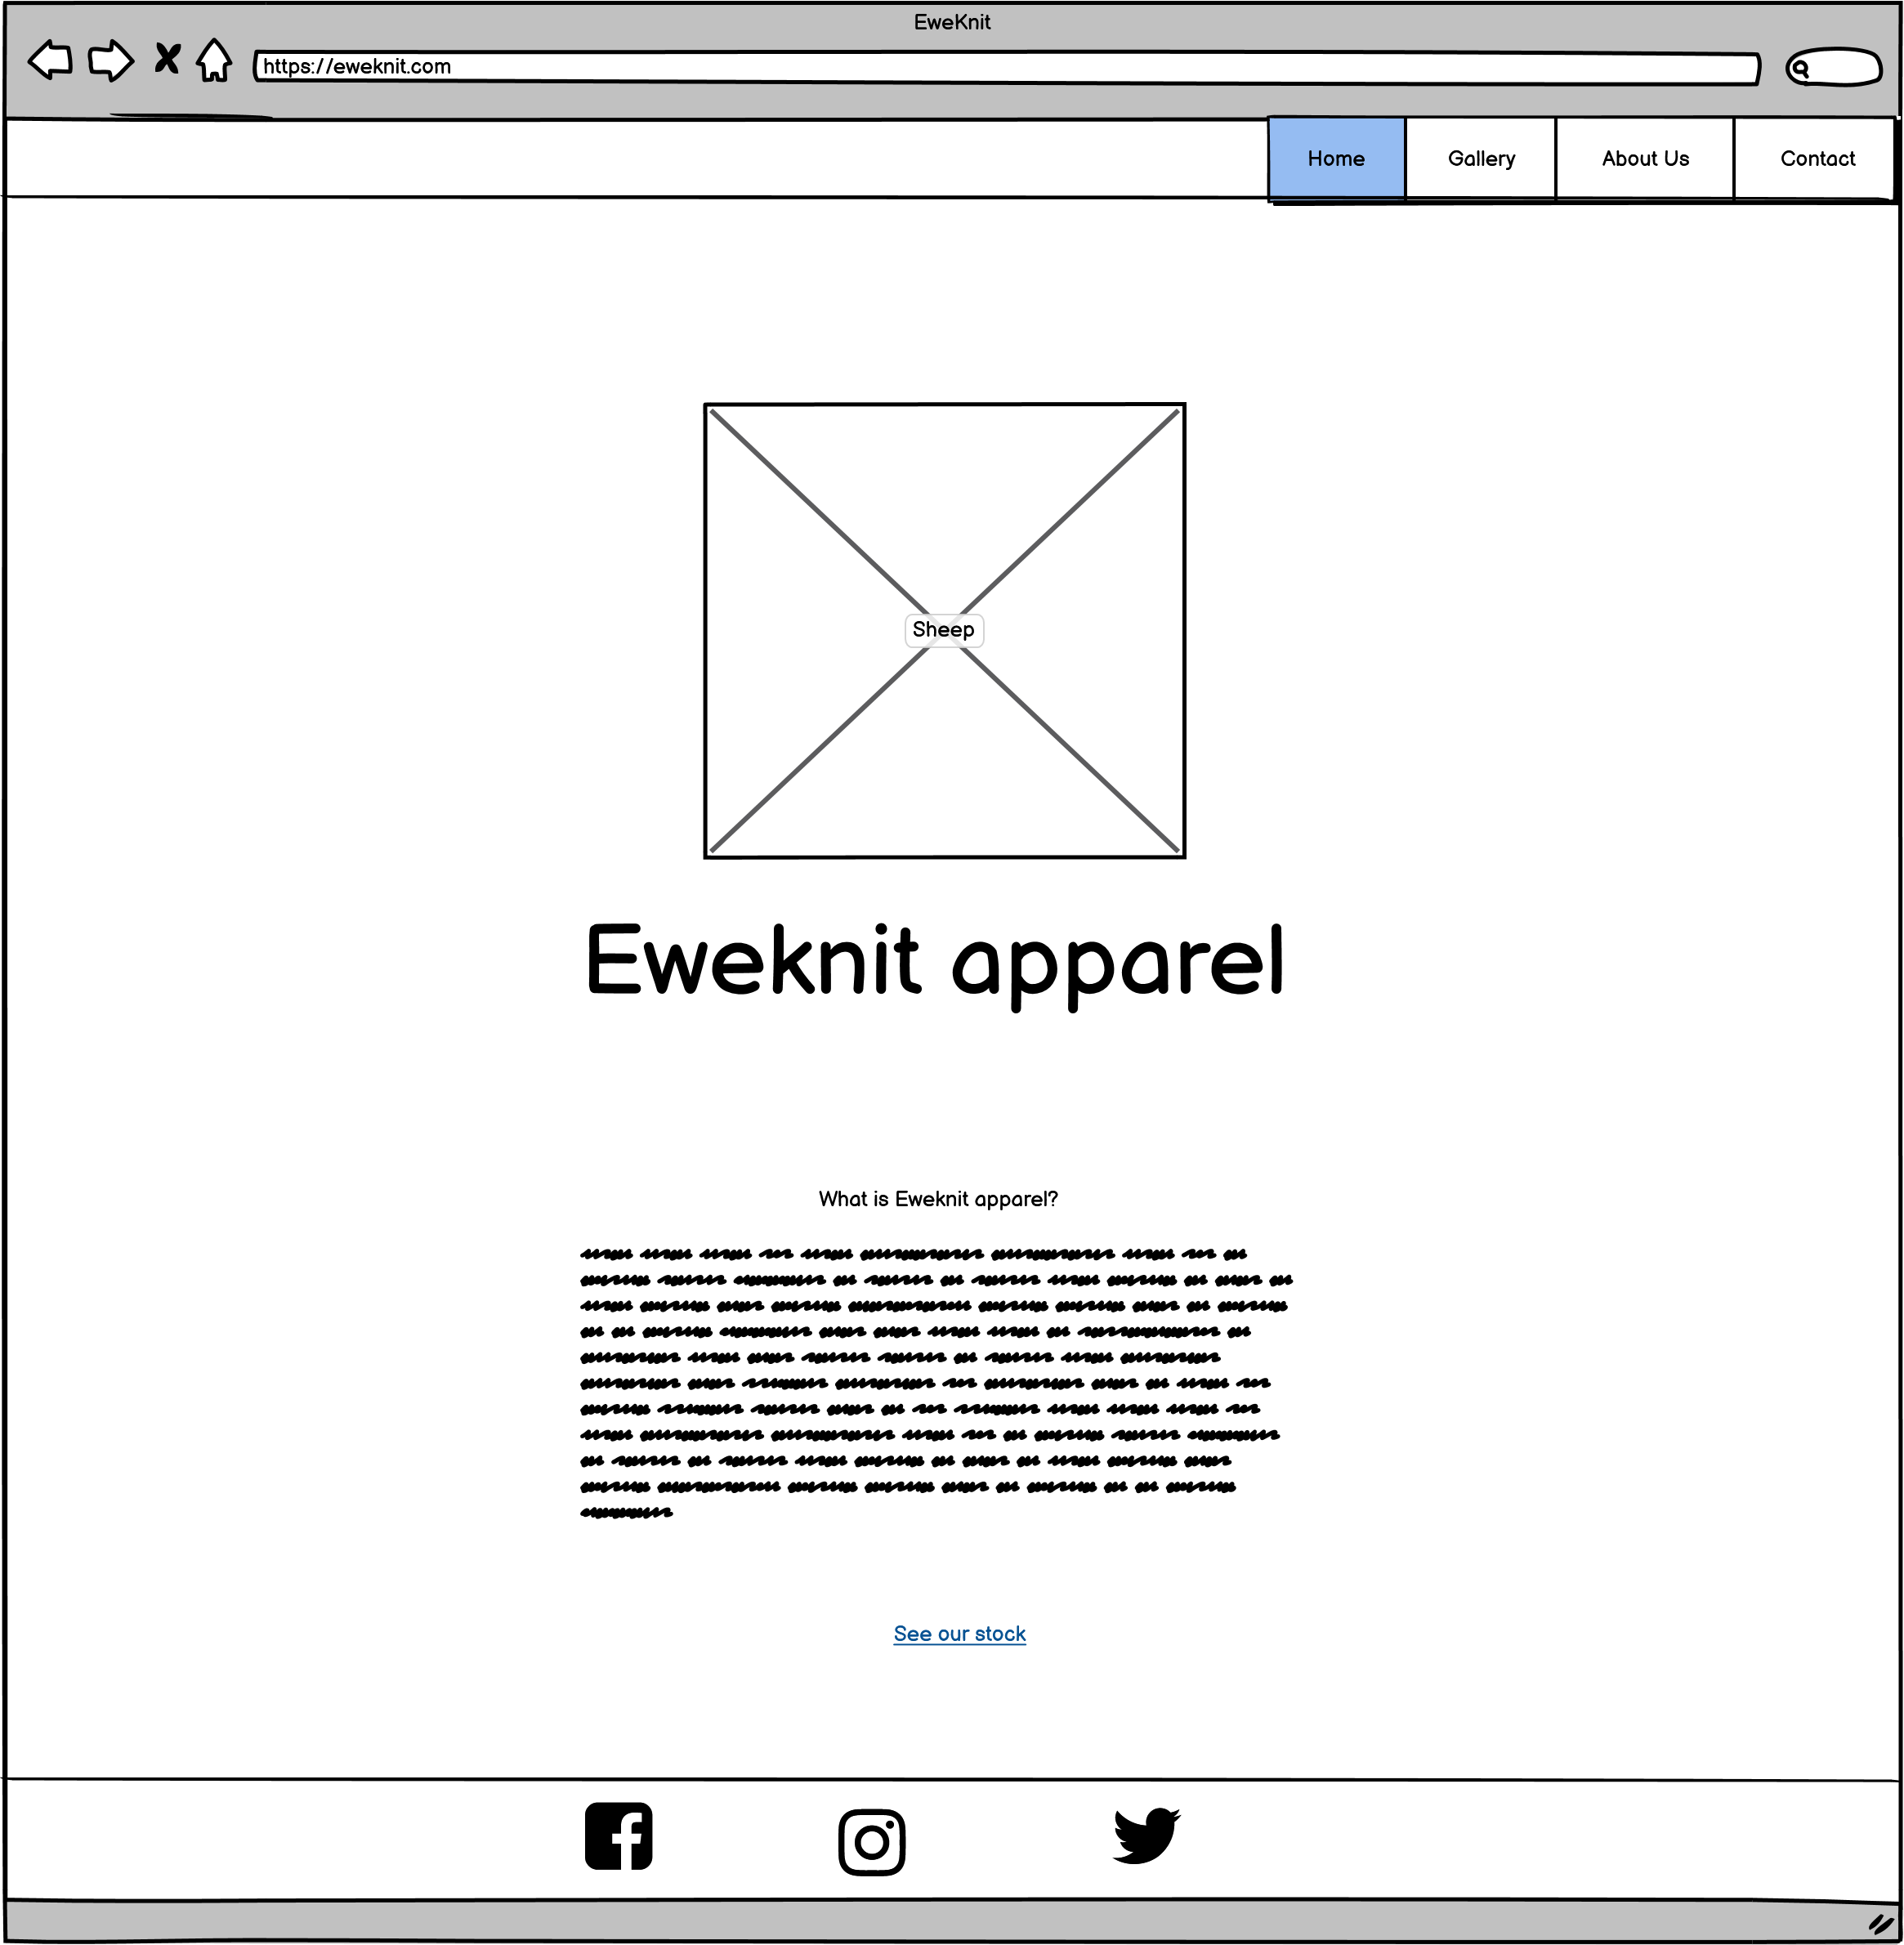 EweKnit
https://eweknit.com
Home Gallery About Us Contact
Sheep
Eweknit apparel
What is Eweknit apparel?
See our stock